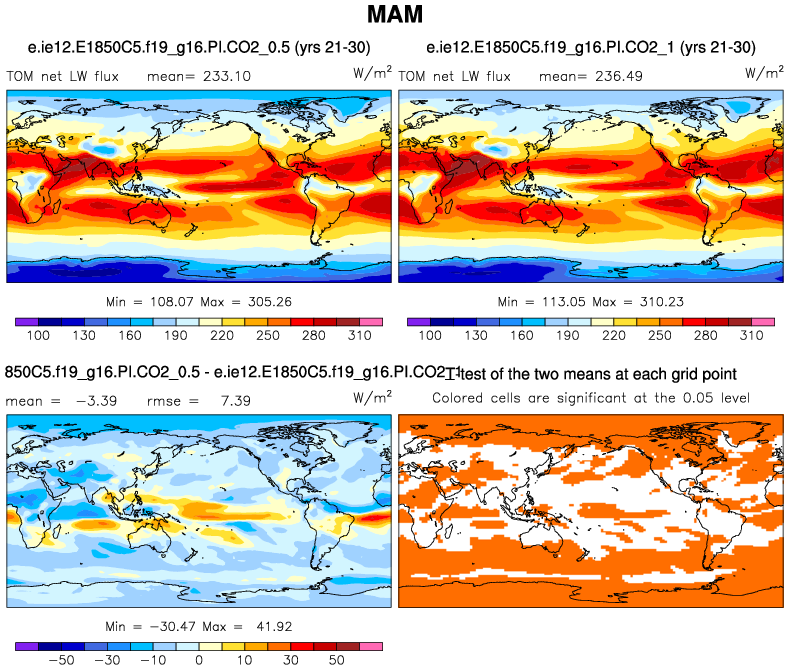 MAM
e.ie12.E1850C5.f19_g16.PI.CO2_0.5 (yrs 21-30)
e.ie12.E1850C5.f19_g16.PI.CO2_1 (yrs 21-30)
TOM net LW flux mean= 233.10 W/m²
TOM net LW flux mean= 236.49 W/m²
Min = 108.07 Max = 305.26
Min = 113.05 Max = 310.23
100 130 160 190 220 250 280 310
100 130 160 190 220 250 280 310
850C5.f19_g16.PI.CO2_0.5 - e.ie12.E1850C5.f19_g16.PI.CO2_1
T-test of the two means at each grid point
mean = -3.39 rmse = 7.39 W/m²
Colored cells are significant at the 0.05 level
Min = -30.47 Max = 41.92
-50 -30 -10 0 10 30 50